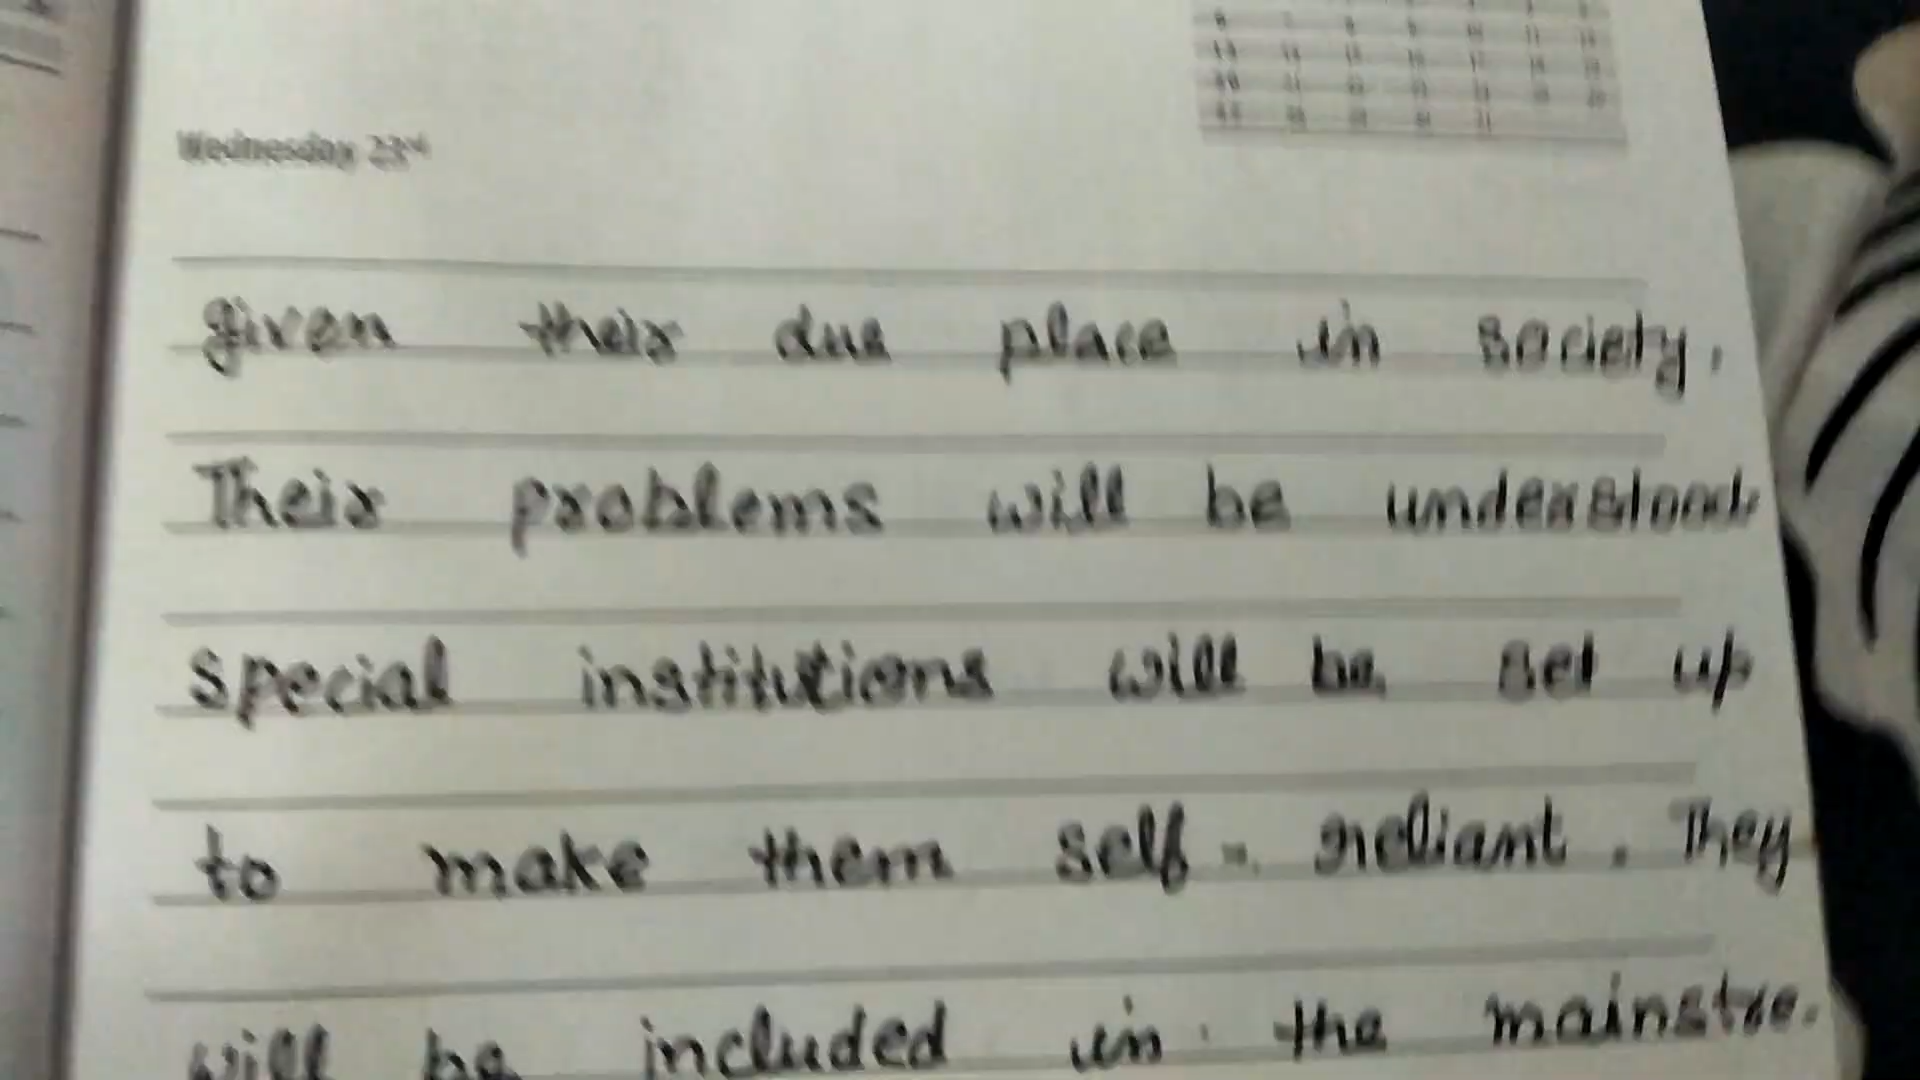 Wednesday 23rd
given their due place in society.
Their problems will be understood
special institutions will be set up
to make them self - reliant. They
will be included in the mainstre-